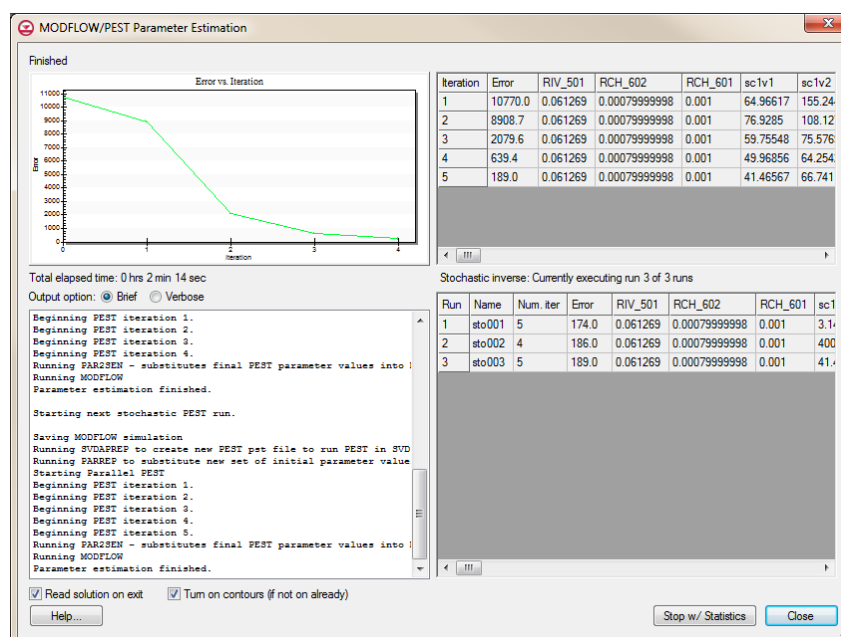 MODFLOW/PEST Parameter Estimation
Finished
Error vs. Iteration
11000
10000
9000
8000
7000
6000
5000
4000
3000
2000
1000
0
Error
0 1 2 3 4
Iteration
Iteration Error RIV_501 RCH_602 RCH_601 sc1v1 sc1v2
1 10770.0 0.061269 0.00079999998 0.001 64.96617 155.24
2 8908.7 0.061269 0.00079999998 0.001 76.9285 108.12
3 2079.6 0.061269 0.00079999998 0.001 59.75548 75.576
4 639.4 0.061269 0.00079999998 0.001 49.96856 64.254
5 189.0 0.061269 0.00079999998 0.001 41.46567 66.741
Total elapsed time: 0 hrs 2 min 14 sec
Output option: Brief Verbose
Beginning PEST iteration 1.
Beginning PEST iteration 2.
Beginning PEST iteration 3.
Beginning PEST iteration 4.
Running PAR2SEN - substitutes final PEST parameter values into
Running MODFLOW
Parameter estimation finished.
Starting next stochastic PEST run.
Saving MODFLOW simulation
Running SVDAPREP to create new PEST pst file to run PEST in SVD
Running PARREP to substitute new set of initial parameter value
Starting Parallel PEST
Beginning PEST iteration 1.
Beginning PEST iteration 2.
Beginning PEST iteration 3.
Beginning PEST iteration 4.
Beginning PEST iteration 5.
Running PAR2SEN - substitutes final PEST parameter values into
Running MODFLOW
Parameter estimation finished.
Stochastic inverse: Currently executing run 3 of 3 runs
Run Name Num. iter Error RIV_501 RCH_602 RCH_601 sc1
1 sto001 5 174.0 0.061269 0.00079999998 0.001 3.14
2 sto002 4 186.0 0.061269 0.00079999998 0.001 400
3 sto003 5 189.0 0.061269 0.00079999998 0.001 41.4
Read solution on exit Turn on contours (if not on already)
Help... Stop w/ Statistics Close